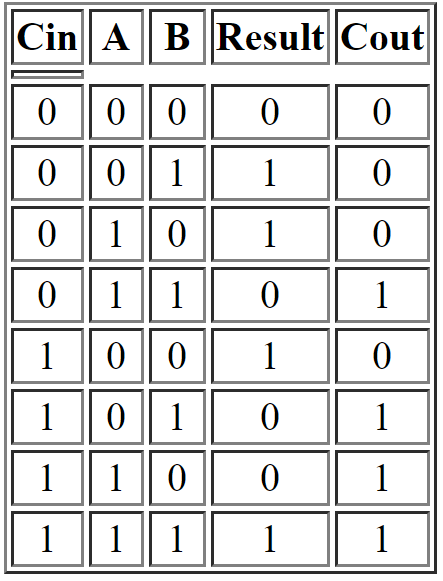 Cin A B Result Cout
0 0 0 0 0
0 0 1 1 0
0 1 0 1 0
0 1 1 0 1
1 0 0 1 0
1 0 1 0 1
1 1 0 0 1
1 1 1 1 1